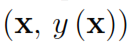 (x, y (x))